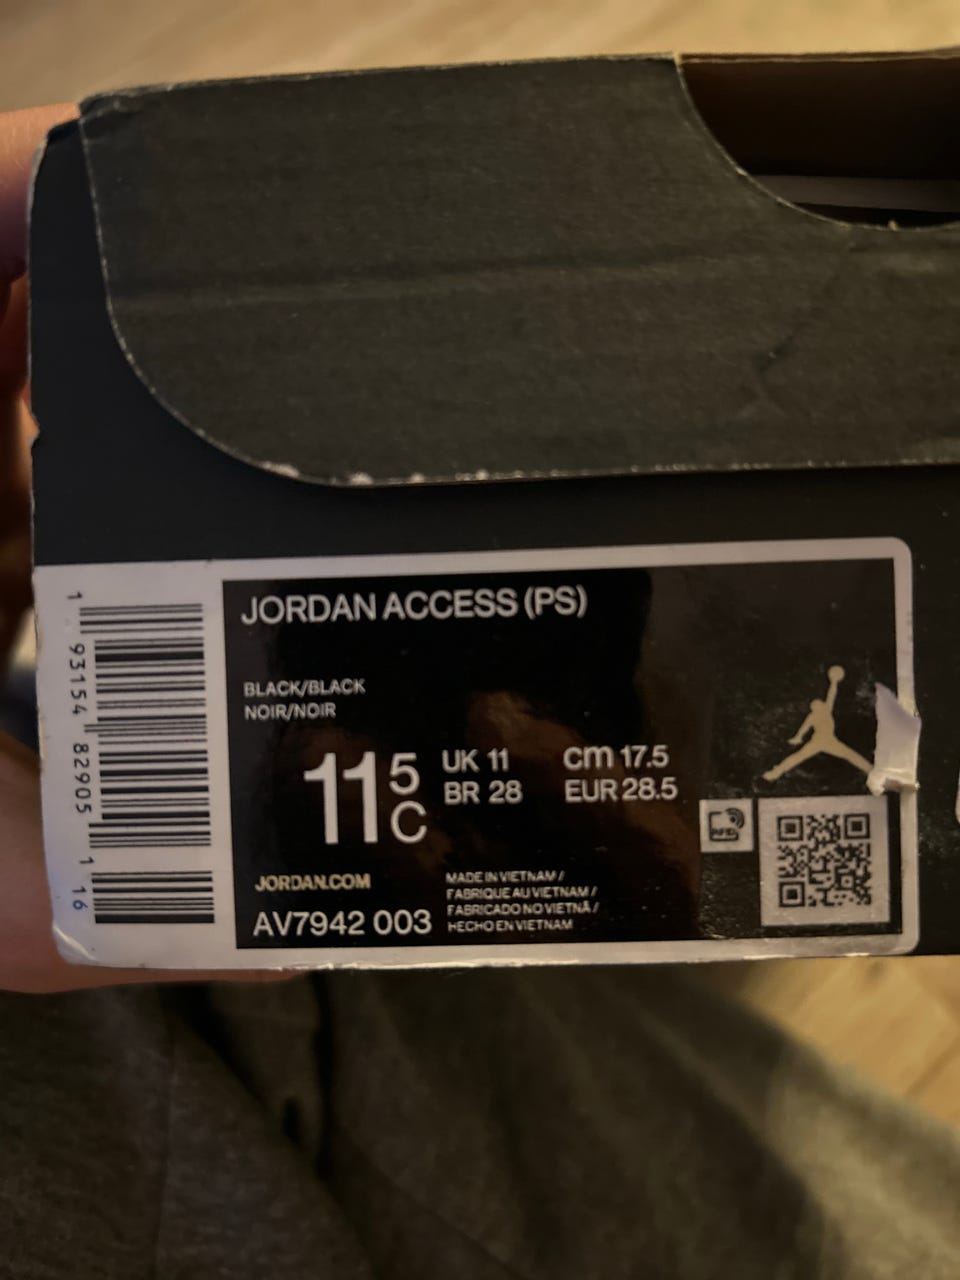 JORDAN ACCESS (PS)
BLACK/BLACK
NOIR/NOIR
11 5 C
UK 11
BR 28
cm 17.5
EUR 28.5
JORDAN.COM
AV7942 003
MADE IN VIETNAM /
FABRIQUE AU VIETNAM /
FABRICADO NO VIETNÃ /
HECHO EN VIETNAM
RFID
1 93154 82905 1 16